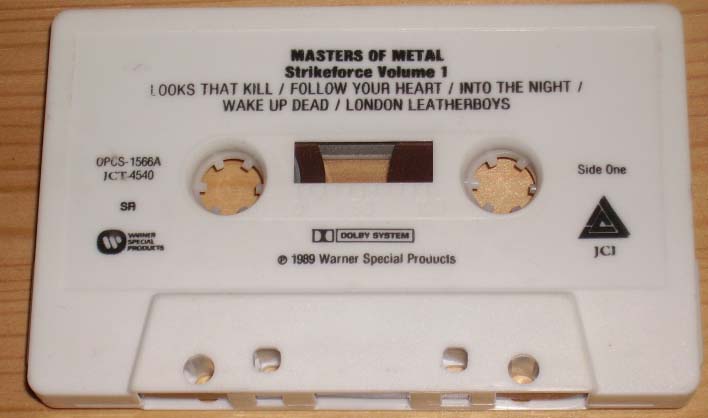 MASTERS OF METAL
Strikeforce Volume 1
LOOKS THAT KILL / FOLLOW YOUR HEART / INTO THE NIGHT /
WAKE UP DEAD / LONDON LEATHERBOYS
OPCS-1566A
JCT-4540
SR
Side One
WARNER
SPECIAL
PRODUCTS
DOLBY SYSTEM
JCI
℗ 1989 Warner Special Products